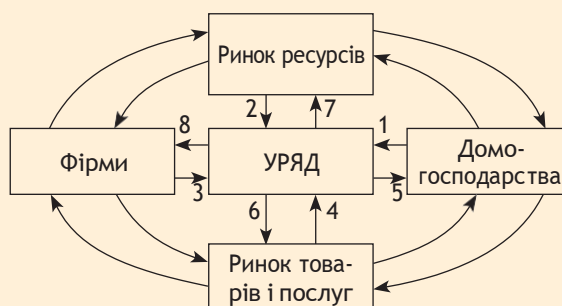 Ринок ресурсів
2 7
8 1
Фірми
УРЯД
Домо-
господарства
3 5
6 4
Ринок това-
рів і послуг